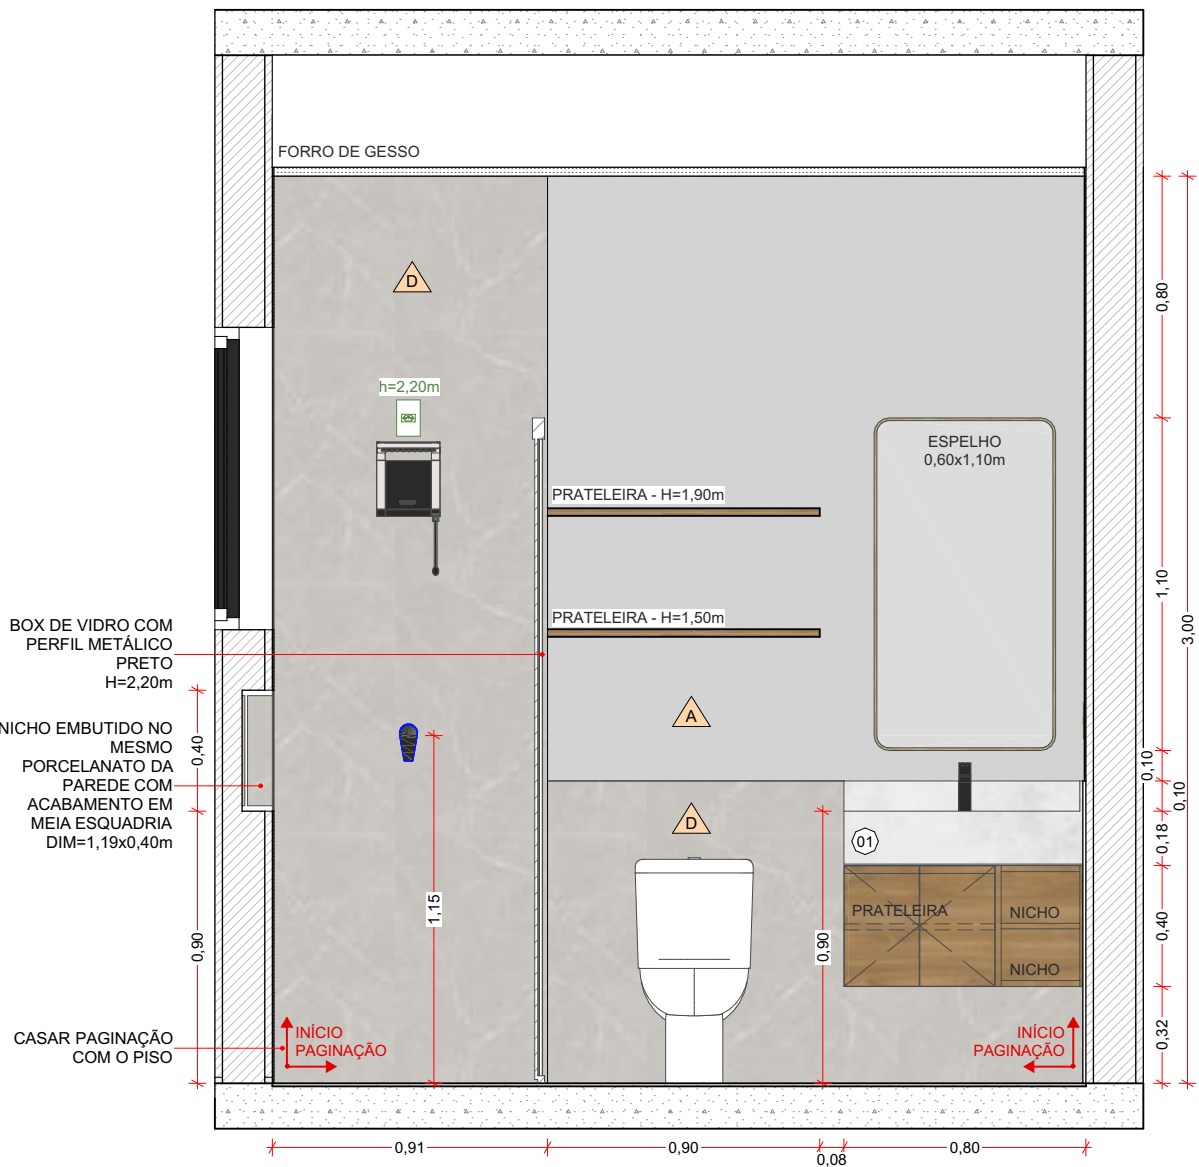 FORRO DE GESSO
D
h=2,20m
ESPELHO
0,60x1,10m
PRATELEIRA - H=1,90m
PRATELEIRA - H=1,50m
BOX DE VIDRO COM
PERFIL METÁLICO
PRETO
H=2,20m
NICHO EMBUTIDO NO
MESMO
PORCELANATO DA
PAREDE COM
ACABAMENTO EM
MEIA ESQUADRIA
DIM=1,19x0,40m
CASAR PAGINAÇÃO
COM O PISO
0,40
0,90
1,15
A
D
01
PRATELEIRA
NICHO
NICHO
0,90
INÍCIO
PAGINAÇÃO
INÍCIO
PAGINAÇÃO
0,80
1,10
3,00
0,10
0,10
0,18
0,40
0,32
0,91
0,90
0,08
0,80